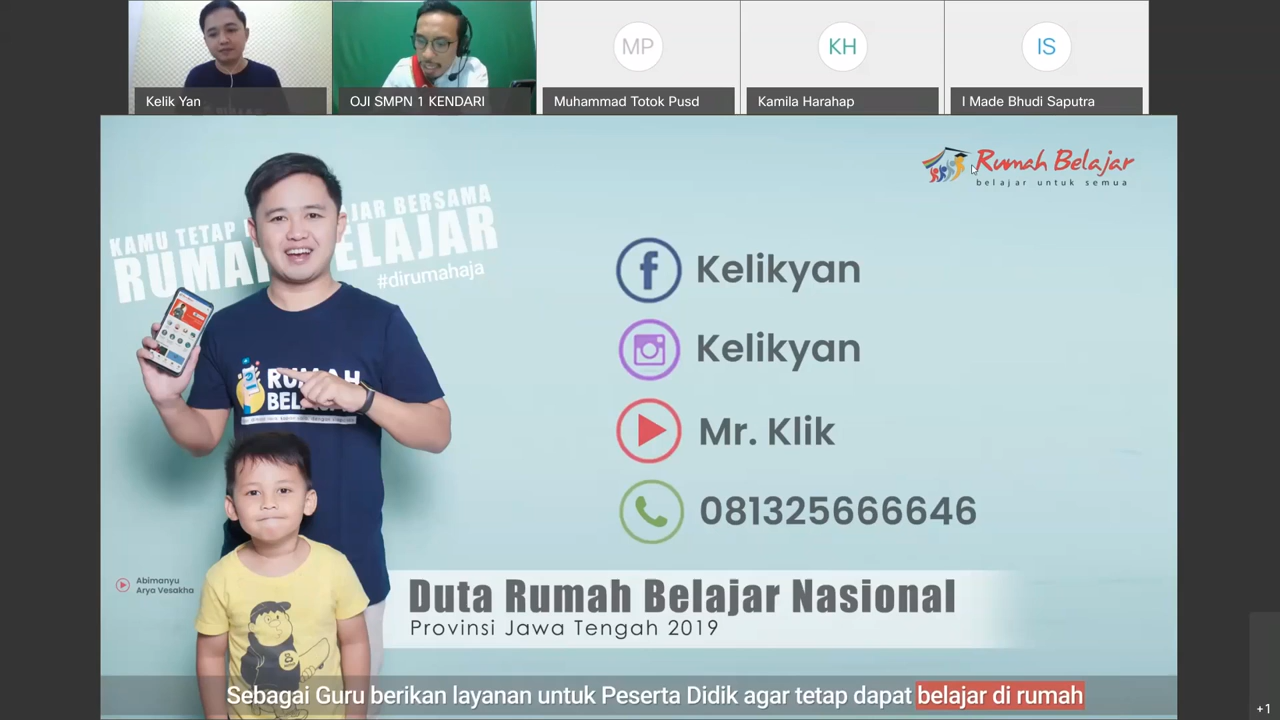 MP
KH
IS
Kelik Yan
OJI SMPN 1 KENDARI
Muhammad Totok Pusd
Kamila Harahap
I Made Bhudi Saputra
Rumah Belajar
belajar untuk semua
KAMU TETAP
AJAR BERSAMA
RUMAH BELAJAR
#dirumahaja
Kelikyan
Kelikyan
Mr. Klik
081325666646
RUMAH
BELAJAR
Abimanyu
Arya Vesakha
Duta Rumah Belajar Nasional
Provinsi Jawa Tengah 2019
Sebagai Guru berikan layanan untuk Peserta Didik agar tetap dapat belajar di rumah
+1